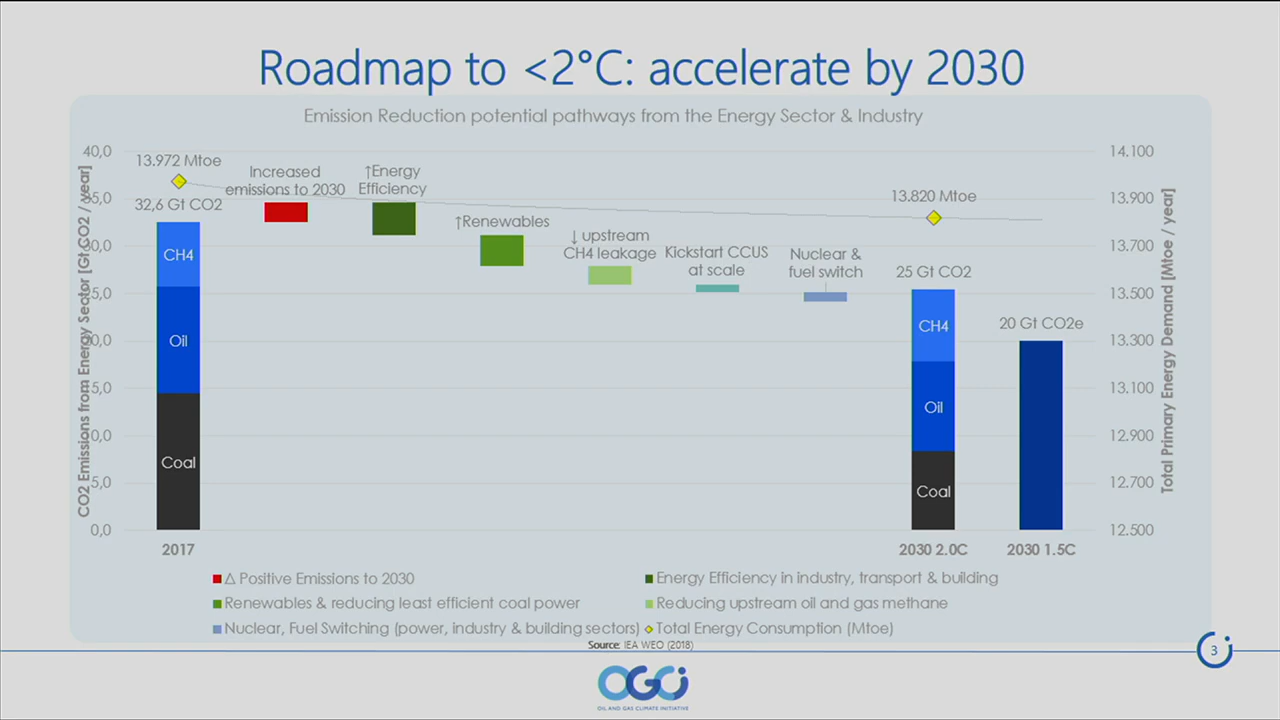 Roadmap to <2°C: accelerate by 2030
Emission Reduction potential pathways from the Energy Sector & Industry
CO2 Emissions from Energy Sector [Gt CO2 / year]
40,0
35,0
30,0
5,0
0,0
5,0
0,0
5,0
0,0
13.972 Mtoe
32,6 Gt CO2
CH4
Oil
Coal
Increased
emissions to 2030
↑Energy
Efficiency
↑Renewables
↓ upstream
CH4 leakage
Kickstart CCUS
at scale
Nuclear &
fuel switch
13.820 Mtoe
25 Gt CO2
CH4
Oil
Coal
20 Gt CO2e
14.100
13.900
13.700
13.500
13.300
13.100
12.900
12.700
12.500
Total Primary Energy Demand [Mtoe / year]
2017
2030 2.0C
2030 1.5C
Δ Positive Emissions to 2030
Energy Efficiency in industry, transport & building
Renewables & reducing least efficient coal power
Reducing upstream oil and gas methane
Nuclear, Fuel Switching (power, industry & building sectors)
Total Energy Consumption (Mtoe)
Source: IEA WEO (2018)
3
OGCI
OIL AND GAS CLIMATE INITIATIVE